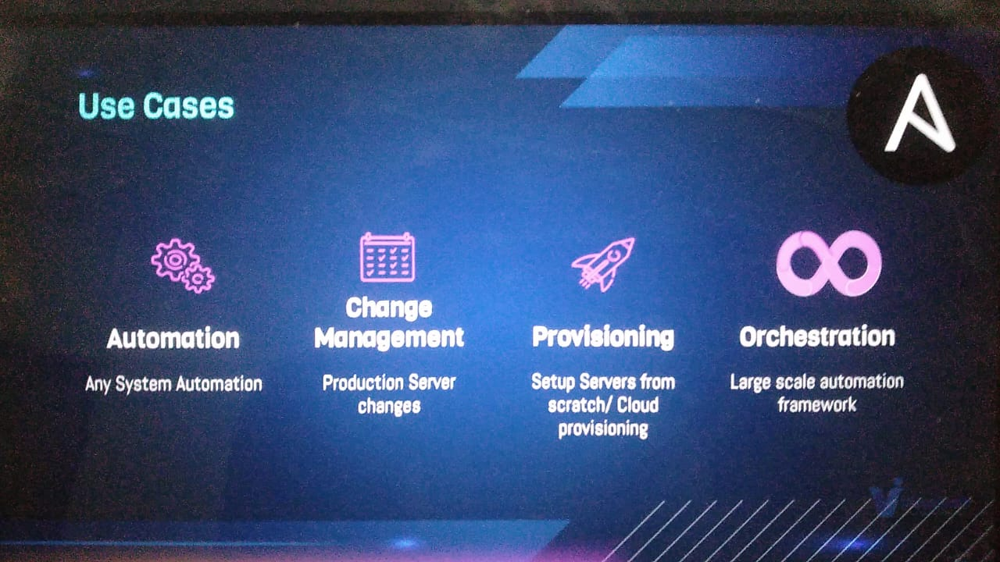 Use Cases
Automation
Any System Automation
Change
Management
Production Server
changes
Provisioning
Setup Servers from
scratch/ Cloud
provisioning
Orchestration
Large scale automation
framework